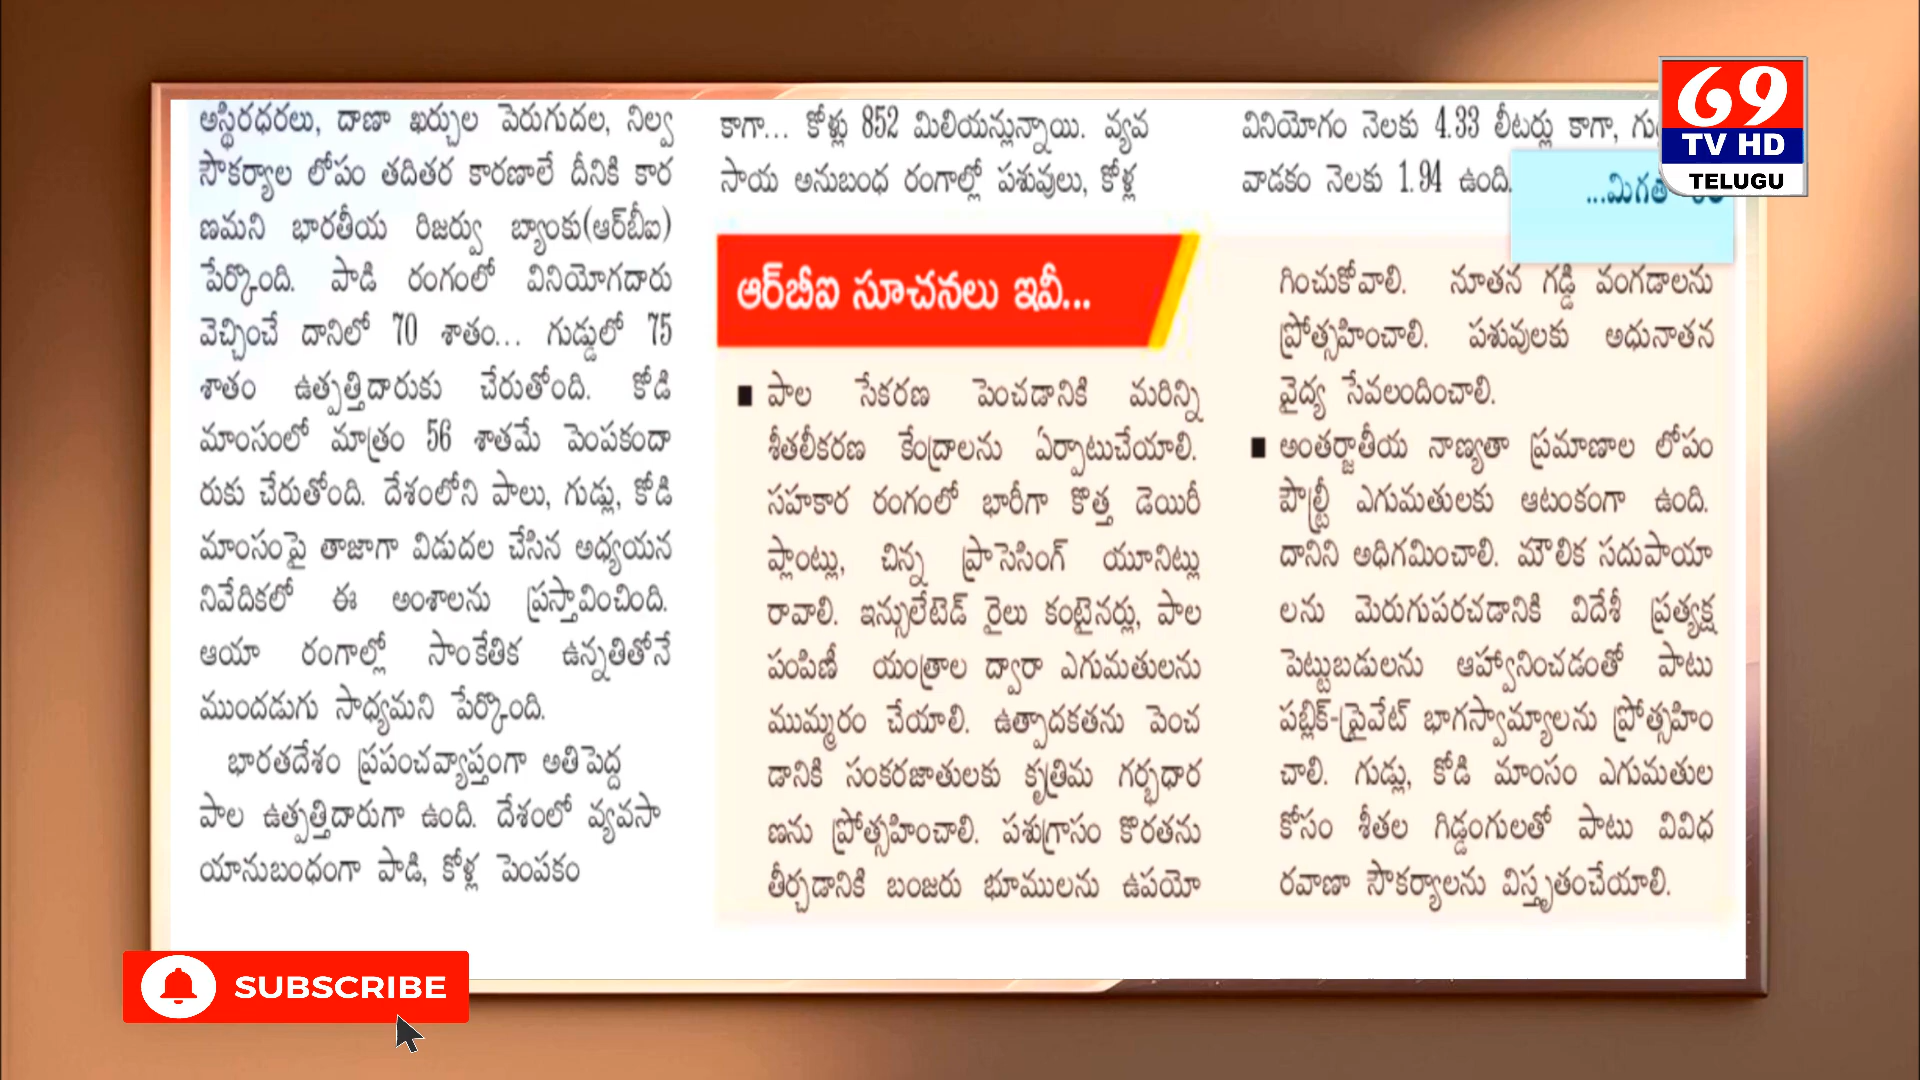 అస్థిరధరలు, దాణా ఖర్చుల పెరుగుదల, నిల్వ
సౌకర్యాల లోపం తదితర కారణాలే దీనికి కార
ణమని భారతీయ రిజర్వు బ్యాంకు(ఆర్‌బీఐ)
పేర్కొంది. పాడి రంగంలో వినియోగదారు
వెచ్చించే దానిలో 70 శాతం... గుడ్డులో 75
శాతం ఉత్పత్తిదారుకు చేరుతోంది. కోడి
మాంసంలో మాత్రం 56 శాతమే పెంపకందా
రుకు చేరుతోంది. దేశంలోని పాలు, గుడ్లు, కోడి
మాంసంపై తాజాగా విడుదల చేసిన అధ్యయన
నివేదికలో ఈ అంశాలను ప్రస్తావించింది.
ఆయా రంగాల్లో సాంకేతిక ఉన్నతితోనే
ముందడుగు సాధ్యమని పేర్కొంది.
భారతదేశం ప్రపంచవ్యాప్తంగా అతి పెద్ద
పాల ఉత్పత్తిదారుగా ఉంది. దేశంలో వ్యవసా
యానుబంధంగా పాడి, కోళ్ల పెంపకం
కాగా... కోళ్లు 852 మిలియన్లున్నాయి. వ్యవ
సాయ అనుబంధ రంగాల్లో పశువులు, కోళ్ల
వినియోగం నెలకు 4.33 లీటర్లు కాగా,
వాడకం నెలకు 1.94 ఉంది.
ఆర్‌బీఐ సూచనలు ఇవీ...
■ పాల సేకరణ పెంచడానికి మరిన్ని
శీతలీకరణ కేంద్రాలను ఏర్పాటుచేయాలి.
సహకార రంగంలో భారీగా కొత్త డెయిరీ
ప్లాంట్లు, చిన్న ప్రాసెసింగ్ యూనిట్లు
రావాలి. ఇన్సులేటెడ్ రైలు కంటైనర్లు, పాల
పంపిణీ యంత్రాల ద్వారా ఎగుమతులను
ముమ్మరం చేయాలి. ఉత్పాదకతను పెంచ
డానికి సంకరజాతులకు కృత్రిమ గర్భధార
ణను ప్రోత్సహించాలి. పశుగ్రాసం కొరతను
తీర్చడానికి బంజరు భూములను ఉపయో
గించుకోవాలి. నూతన గడ్డి వంగడాలను
ప్రోత్సహించాలి. పశువులకు అధునాతన
వైద్య సేవలందించాలి.
■ అంతర్జాతీయ నాణ్యతా ప్రమాణాల లోపం
పౌల్ట్రీ ఎగుమతులకు ఆటంకంగా ఉంది.
దానిని అధిగమించాలి. మౌలిక సదుపాయా
లను మెరుగుపరచడానికి విదేశీ ప్రత్యక్ష
పెట్టుబడులను ఆహ్వానించడంతో పాటు
పబ్లిక్-ప్రైవేట్ భాగస్వామ్యాలను ప్రోత్సహిం
చాలి. గుడ్లు, కోడి మాంసం ఎగుమతుల
కోసం శీతల గిడ్డంగులతో పాటు వివిధ
రవాణా సౌకర్యాలను విస్తృతంచేయాలి.
69
TV HD
TELUGU
SUBSCRIBE